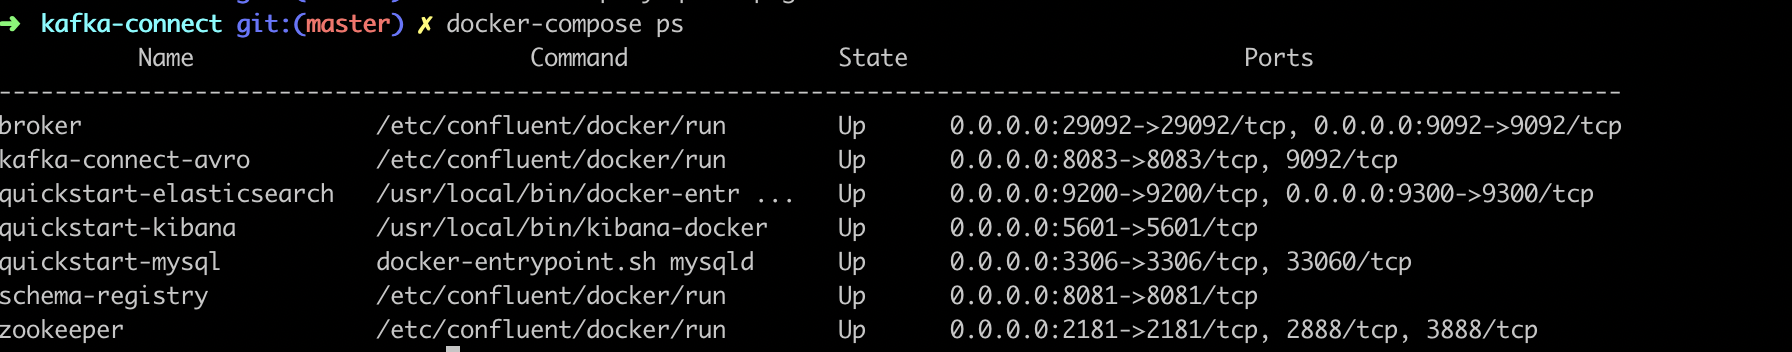 ➜ kafka-connect git:(master) ✗ docker-compose ps
Name Command State Ports
---------------------------------------------------------------------------------------------------------------------
broker /etc/confluent/docker/run Up 0.0.0.0:29092->29092/tcp, 0.0.0.0:9092->9092/tcp
kafka-connect-avro /etc/confluent/docker/run Up 0.0.0.0:8083->8083/tcp, 9092/tcp
quickstart-elasticsearch /usr/local/bin/docker-entr ... Up 0.0.0.0:9200->9200/tcp, 0.0.0.0:9300->9300/tcp
quickstart-kibana /usr/local/bin/kibana-docker Up 0.0.0.0:5601->5601/tcp
quickstart-mysql docker-entrypoint.sh mysqld Up 0.0.0.0:3306->3306/tcp, 33060/tcp
schema-registry /etc/confluent/docker/run Up 0.0.0.0:8081->8081/tcp
zookeeper /etc/confluent/docker/run Up 0.0.0.0:2181->2181/tcp, 2888/tcp, 3888/tcp